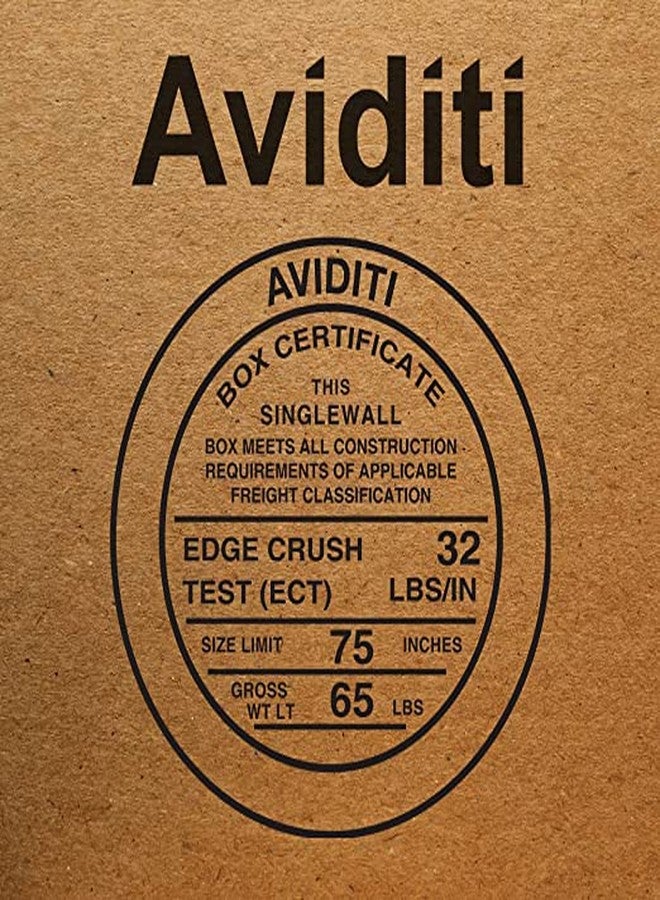 Aviditi
AVIDITI
BOX CERTIFICATE
THIS
SINGLEWALL
BOX MEETS ALL CONSTRUCTION
REQUIREMENTS OF APPLICABLE
FREIGHT CLASSIFICATION
EDGE CRUSH 32
TEST (ECT) LBS/IN
SIZE LIMIT 75 INCHES
GROSS
WT LT 65 LBS